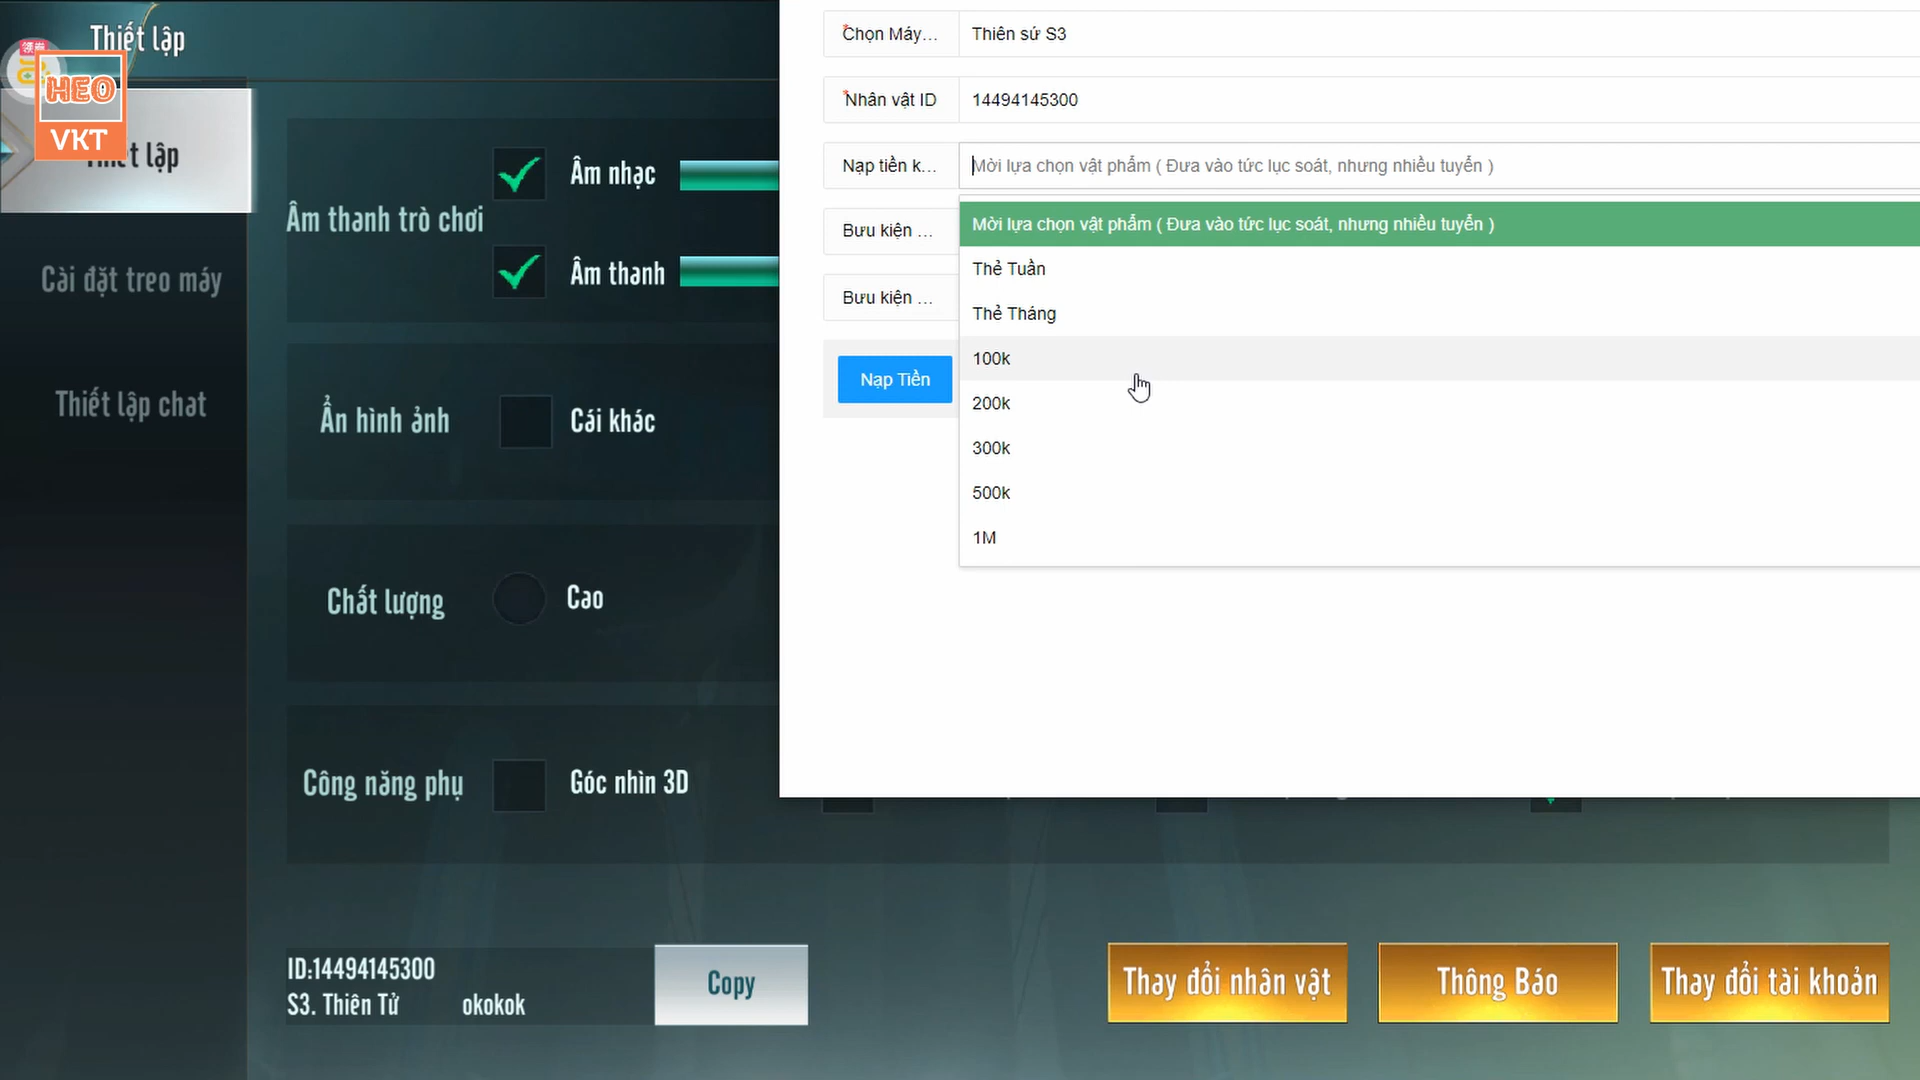 Thiết lập
HEO
VKT
Thiết lập
Cài đặt treo máy
Thiết lập chat
Âm thanh trò chơi
Âm nhạc
Âm thanh
Ẩn hình ảnh
Cái khác
Chất lượng
Cao
Công năng phụ
Góc nhìn 3D
*Chọn Máy...
Thiên sứ S3
*Nhân vật ID
14494145300
Nạp tiền k...
Mời lựa chọn vật phẩm ( Đưa vào tức lục soát, nhưng nhiều tuyển )
Bưu kiện ...
Bưu kiện ...
Nạp Tiền
Mời lựa chọn vật phẩm ( Đưa vào tức lục soát, nhưng nhiều tuyển )
Thẻ Tuần
Thẻ Tháng
100k
200k
300k
500k
1M
ID:14494145300
S3. Thiên Tử okokok
Copy
Thay đổi nhân vật
Thông Báo
Thay đổi tài khoản